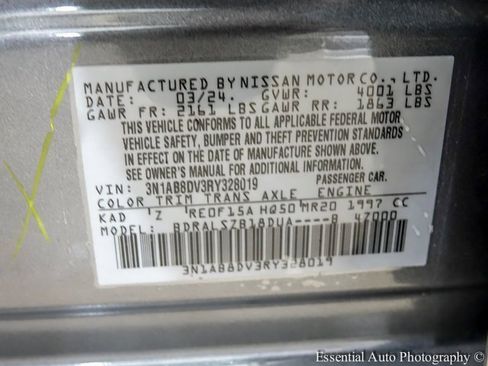 MANUFACTURED BY NISSAN MOTOR CO., LTD.
DATE: 03/24. GVWR: 4001 LBS
GAWR FR: 2161 LBS GAWR RR: 1863 LBS
THIS VEHICLE CONFORMS TO ALL APPLICABLE FEDERAL MOTOR
VEHICLE SAFETY, BUMPER AND THEFT PREVENTION STANDARDS
IN EFFECT ON THE DATE OF MANUFACTURE SHOWN ABOVE.
SEE OWNER'S MANUAL FOR ADDITIONAL INFORMATION.
VIN: 3N1AB8DV3RY328019 PASSENGER CAR.
COLOR TRIM TRANS AXLE ENGINE
KAD Z RE0F15A HQ50 MR20 1997 CC
MODEL: BDRALSZB18DUA----B 47000
3N1AB8DV3RY328019
Essential Auto Photography ©